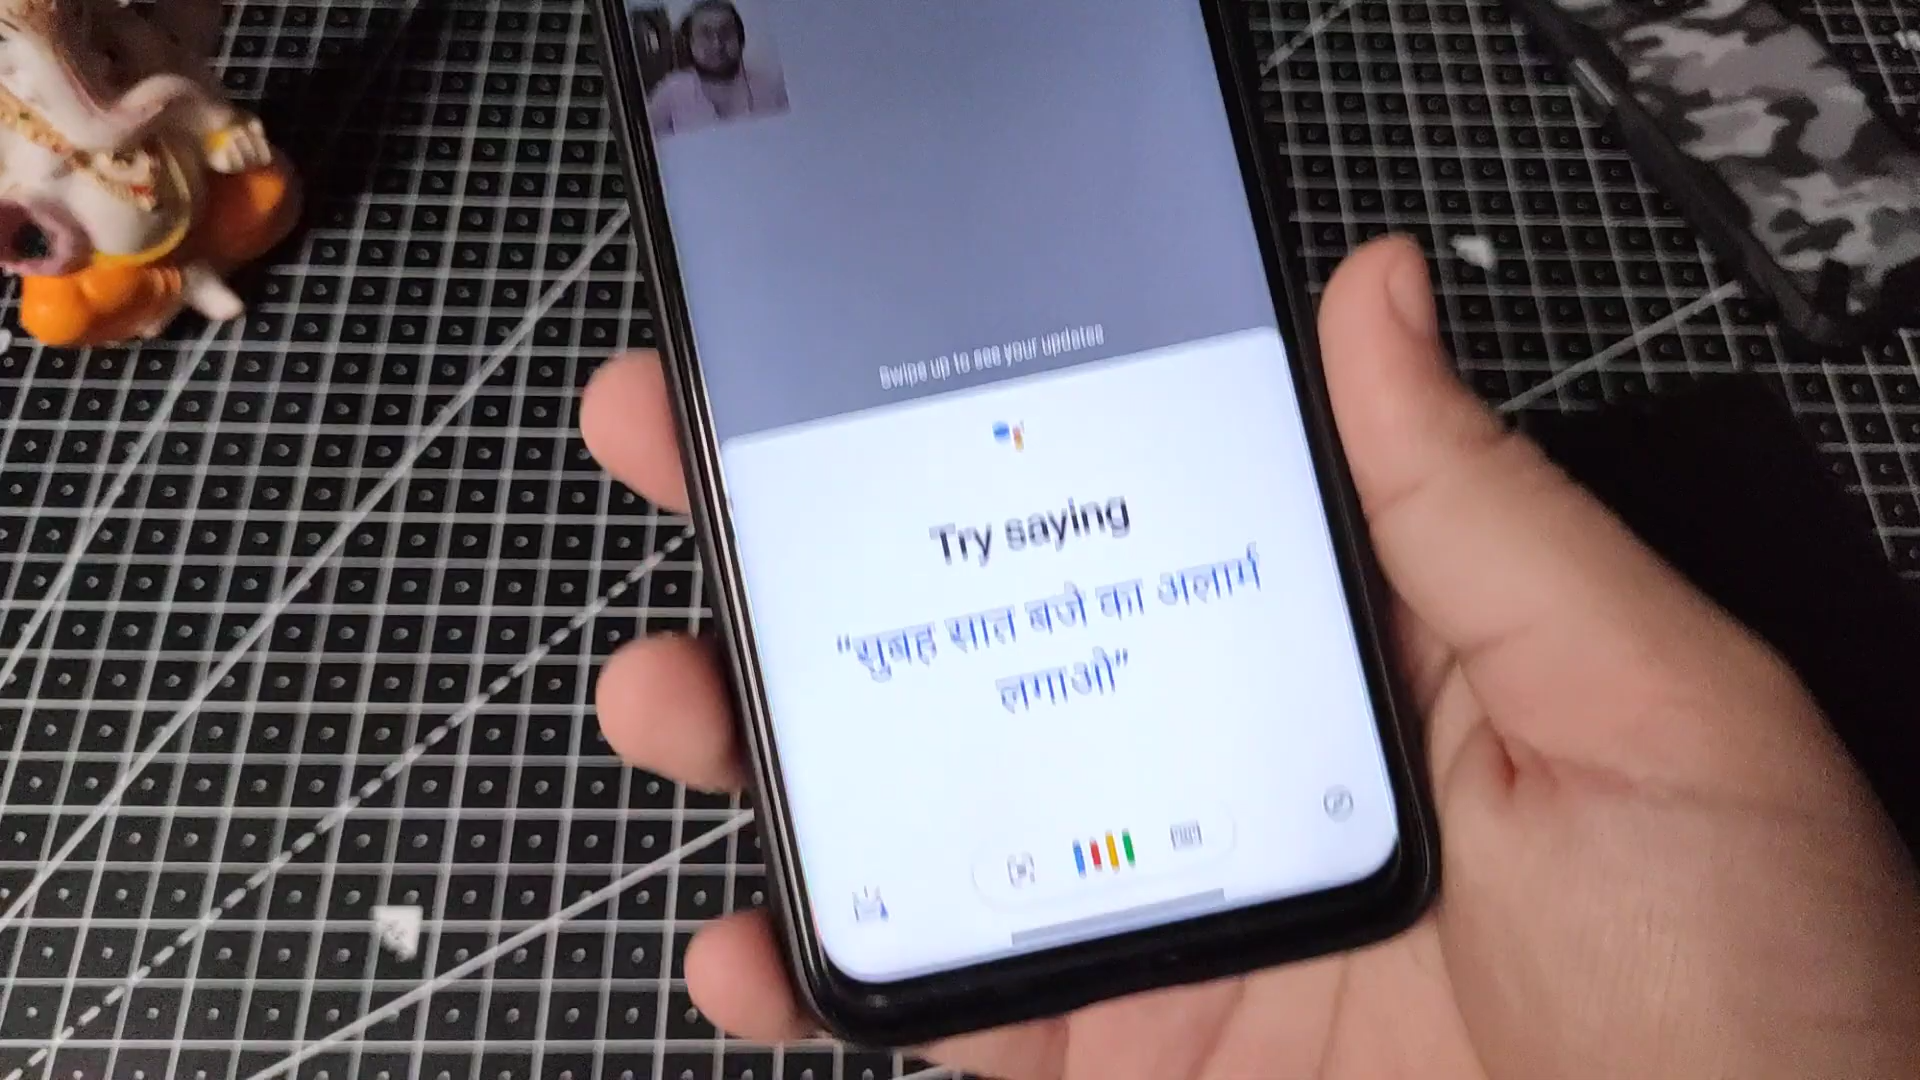 Swipe up to see your updates
Try saying
“सुबह सात बजे का अलार्म
लगाओ”